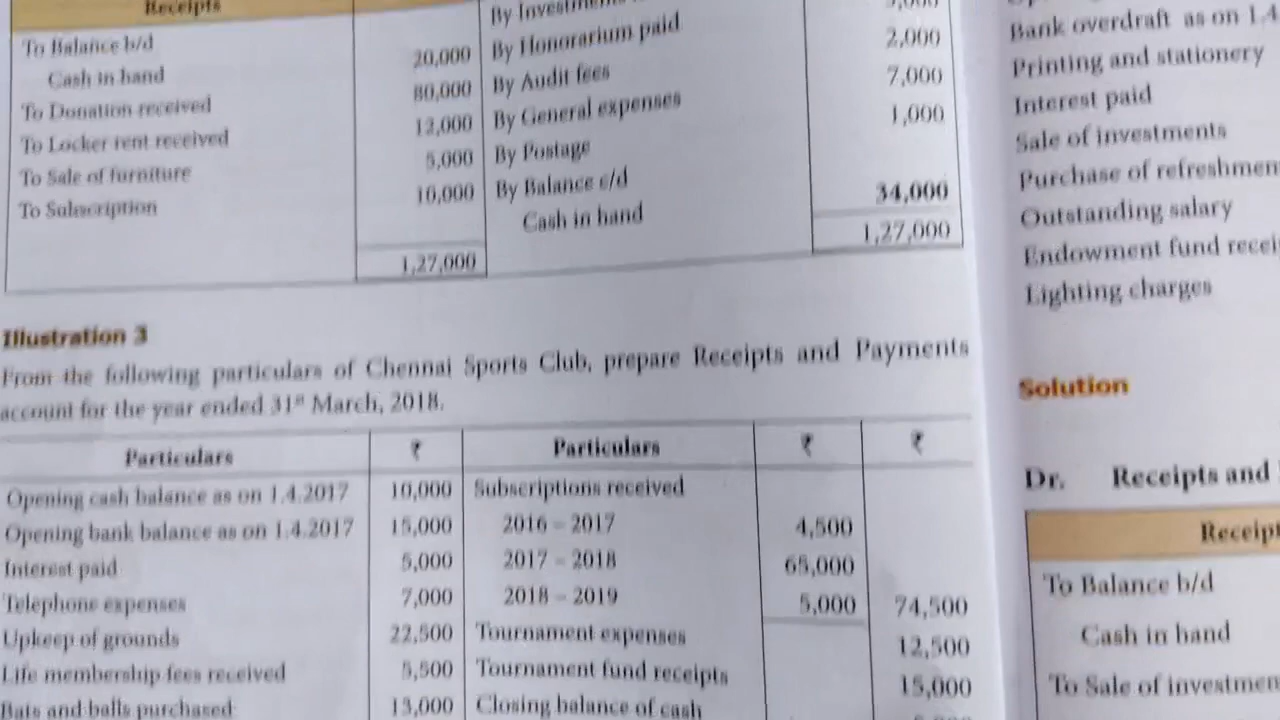 Receipts
To Balance b/d
Cash in hand 20,000
To Donation received 80,000
To Locker rent received 12,000
To Sale of furniture 5,000
To Subscription 10,000
1,27,000
By Honorarium paid 2,000
By Audit fees 7,000
By General expenses 1,000
By Postage
By Balance c/d
Cash in hand 34,000
1,27,000
Illustration 3
From the following particulars of Chennai Sports Club, prepare Receipts and Payments
account for the year ended 31st March, 2018.
Particulars ₹ Particulars ₹ ₹
Opening cash balance as on 1.4.2017 10,000 Subscriptions received
Opening bank balance as on 1.4.2017 15,000 2016 – 2017 4,500
Interest paid 5,000 2017 – 2018 65,000
Telephone expenses 7,000 2018 – 2019 5,000 74,500
Upkeep of grounds 22,500 Tournament expenses 12,500
Life membership fees received 5,500 Tournament fund receipts 15,000
Bats and balls purchased 13,000 Closing balance of cash
Bank overdraft as on 1.4
Printing and stationery
Interest paid
Sale of investments
Purchase of
Outstanding salary
Endowment fund
Lighting charges
Solution
Dr. Receipts and
To Balance b/d
Cash in hand
To Sale of